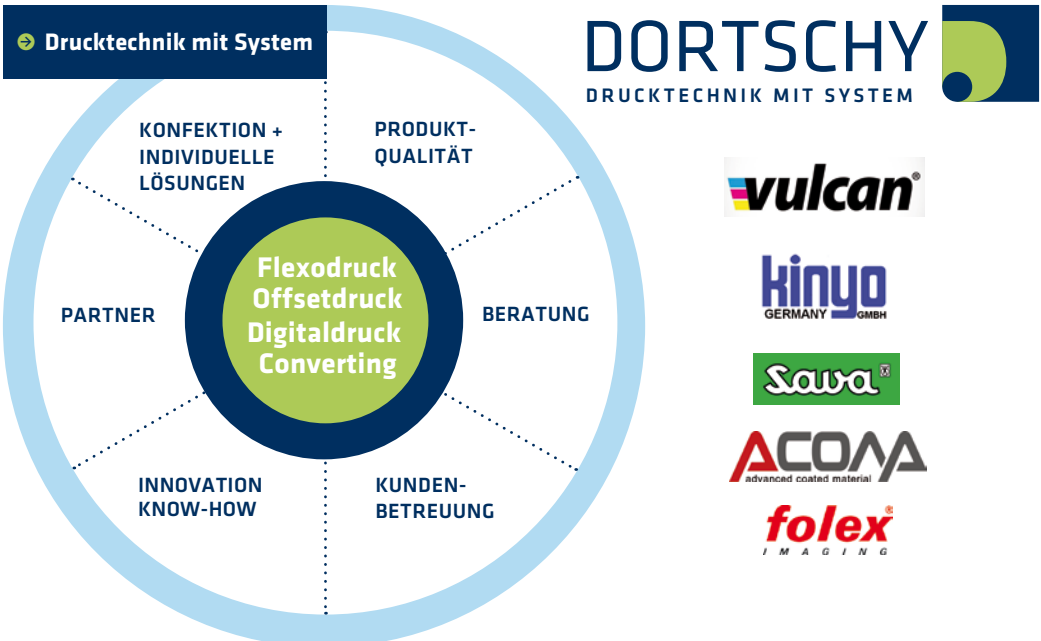 Drucktechnik mit System
KONFEKTION +
INDIVIDUELLE
LÖSUNGEN
PRODUKT-
QUALITÄT
PARTNER
Flexodruck
Offsetdruck
Digitaldruck
Converting
BERATUNG
INNOVATION
KNOW-HOW
KUNDEN-
BETREUUNG
DORTSCHY
DRUCKTECHNIK MIT SYSTEM
vulcan®
kinyo
GERMANY GMBH
Sava
ACOMA
advanced coated material
folex®
IMAGING